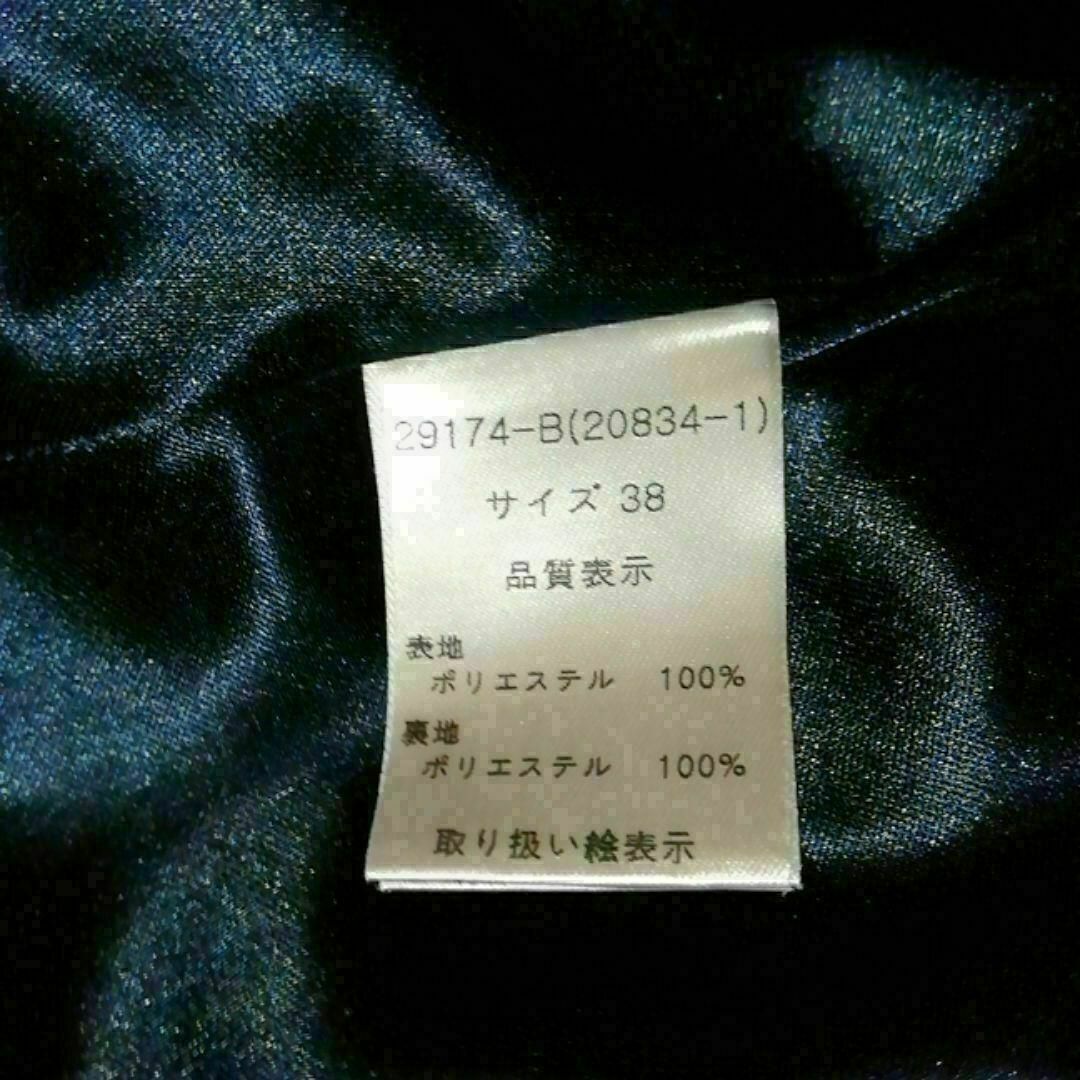 29174-B(20834-1)
サイズ 38
品質表示
表地
ポリエステル 100%
裏地
ポリエステル 100%
取り扱い絵表示